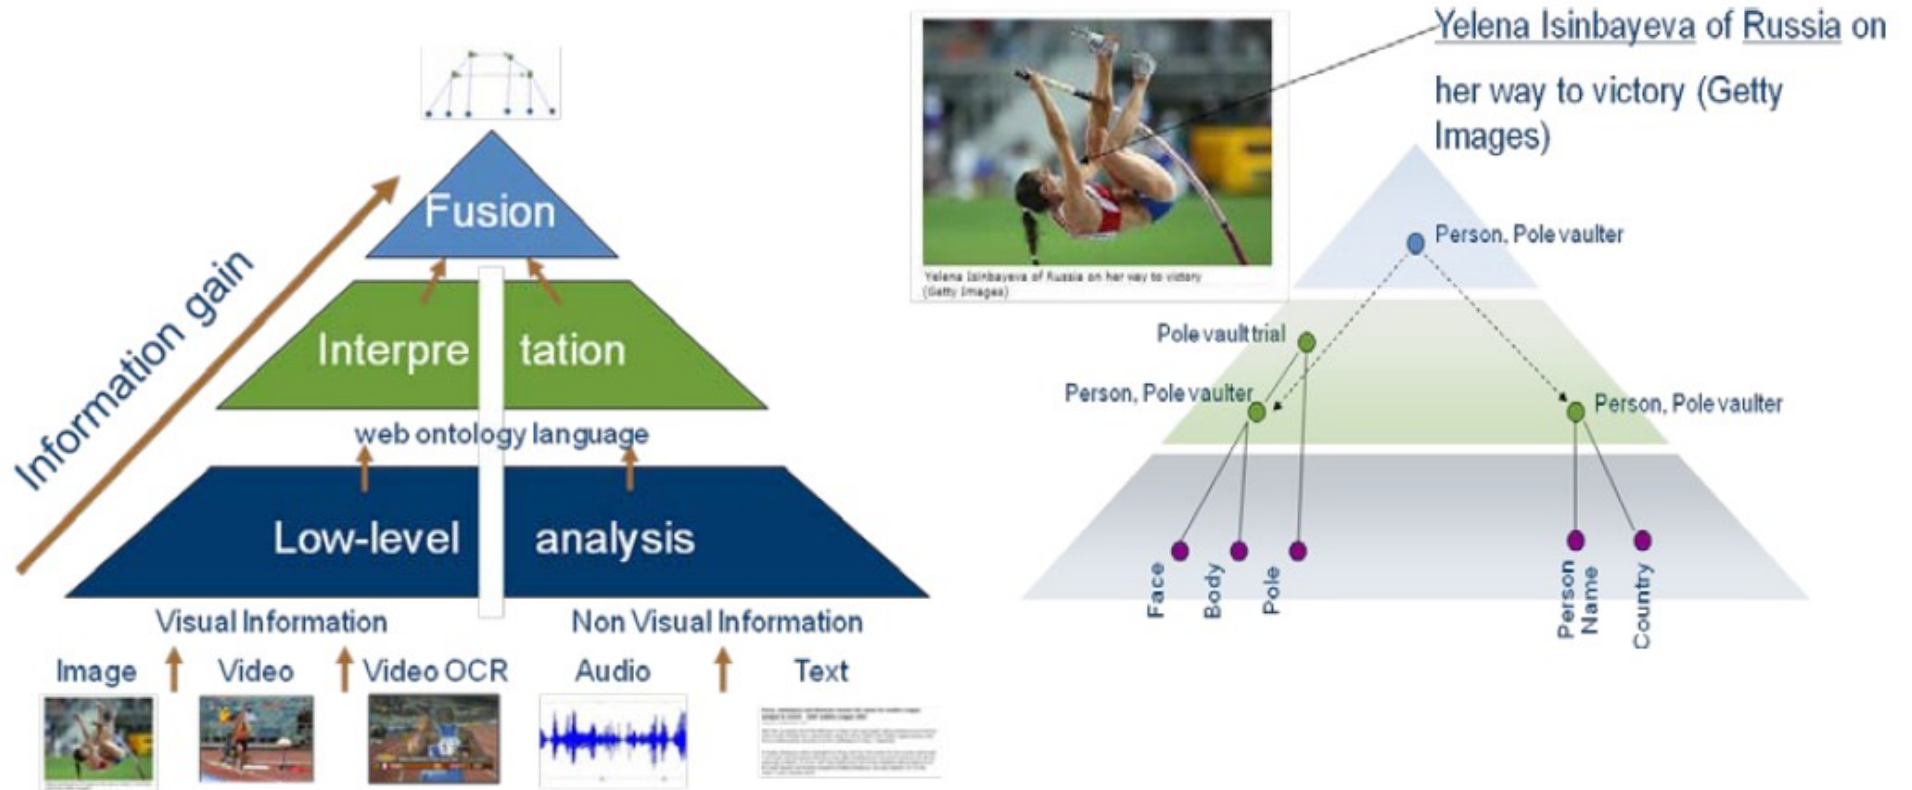 Fusion
Interpre tation
web ontology language
Low-level analysis
Information gain
Visual Information
Non Visual Information
Image
Video
Video OCR
Audio
Text
Yelena Isinbayeva of Russia on
her way to victory (Getty
Images)
Yelena Isinbayeva of Russia on her way to victory
(Getty Images)
Person, Pole vaulter
Pole vault trial
Person, Pole vaulter
Person, Pole vaulter
Face
Body
Pole
Person
Name
Country